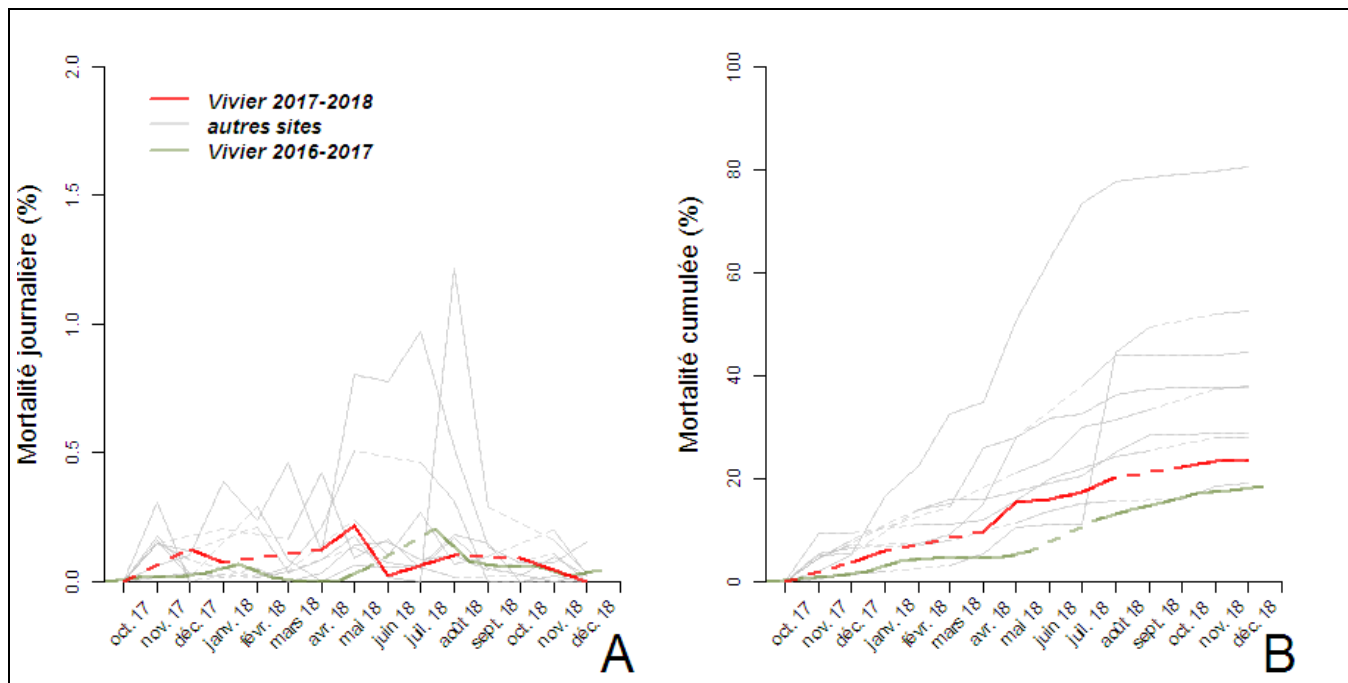 2.0
1.5
1.0
0.5
0.0
Mortalité journalière (%)
Vivier 2017-2018
autres sites
Vivier 2016-2017
oct. 17
nov. 17
déc. 17
janv. 18
févr. 18
mars 18
avr. 18
mai 18
juin 18
juil. 18
août 18
sept. 18
oct. 18
nov. 18
déc. 18
A
100
80
60
40
20
0
Mortalité cumulée (%)
oct. 17
nov. 17
déc. 17
janv. 18
févr. 18
mars 18
avr. 18
mai 18
juin 18
juil. 18
août 18
sept. 18
oct. 18
nov. 18
déc. 18
B